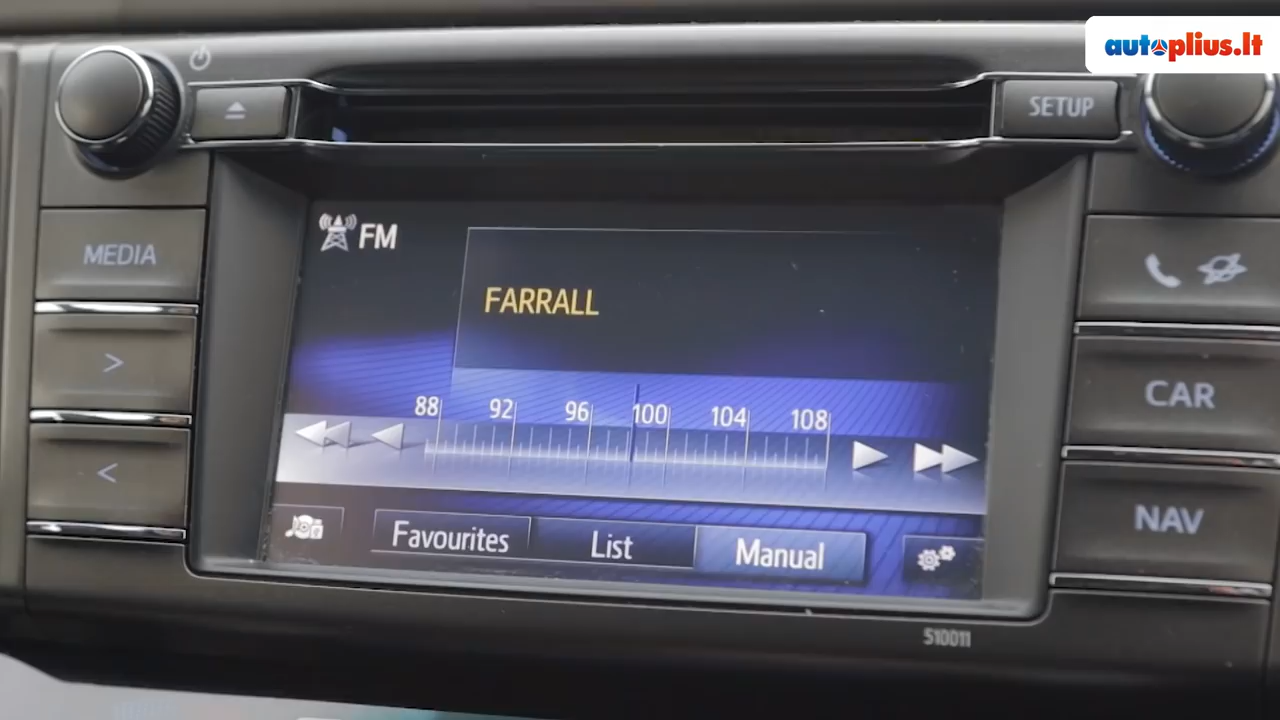 autoplius.lt
SETUP
FM
MEDIA
FARRALL
>
CAR
88 92 96 100 104 108
<
Favourites List Manual
NAV
510011